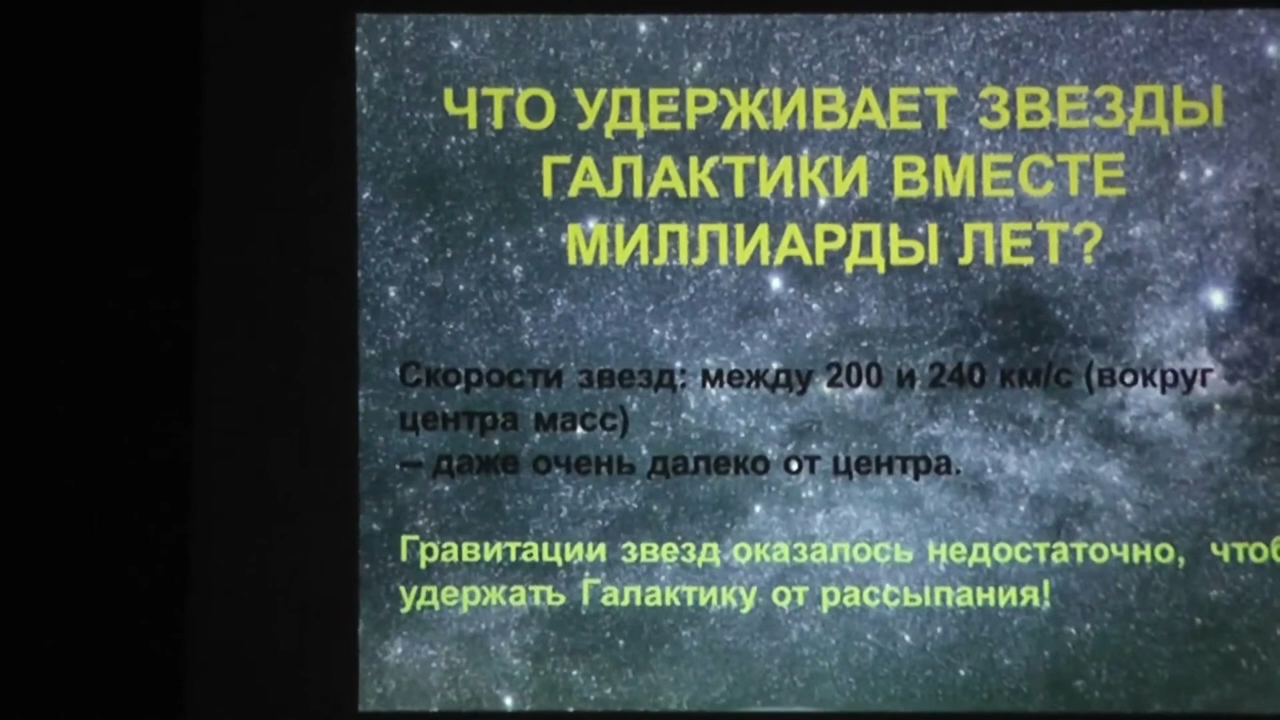 ЧТО УДЕРЖИВАЕТ ЗВЕЗДЫ
ГАЛАКТИКИ ВМЕСТЕ
МИЛЛИАРДЫ ЛЕТ?
Скорости звезд: между 200 и 240 км/с (вокруг
центра масс)
– даже очень далеко от центра.
Гравитации звезд оказалось недостаточно,
удержать Галактику от рассыпания!